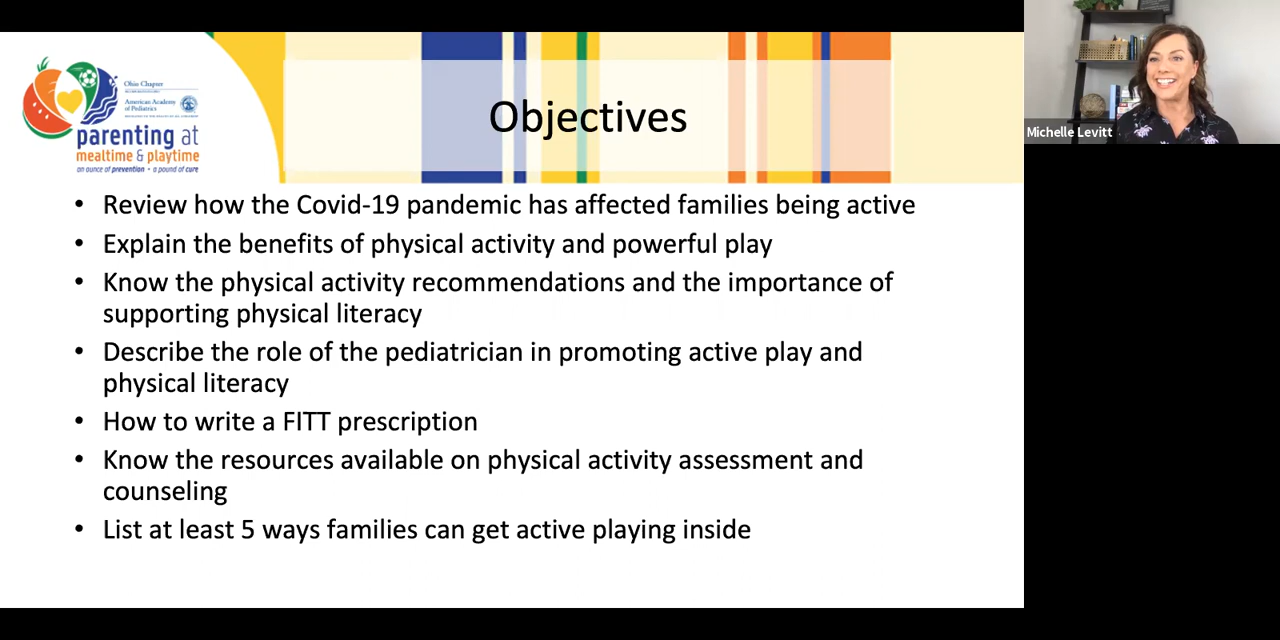 Ohio Chapter
American Academy
of Pediatrics
parenting at
mealtime & playtime
an ounce of prevention • a pound of cure
Objectives
Michelle Levitt
• Review how the Covid-19 pandemic has affected families being active
• Explain the benefits of physical activity and powerful play
• Know the physical activity recommendations and the importance of
supporting physical literacy
• Describe the role of the pediatrician in promoting active play and
physical literacy
• How to write a FITT prescription
• Know the resources available on physical activity assessment and
counseling
• List at least 5 ways families can get active playing inside